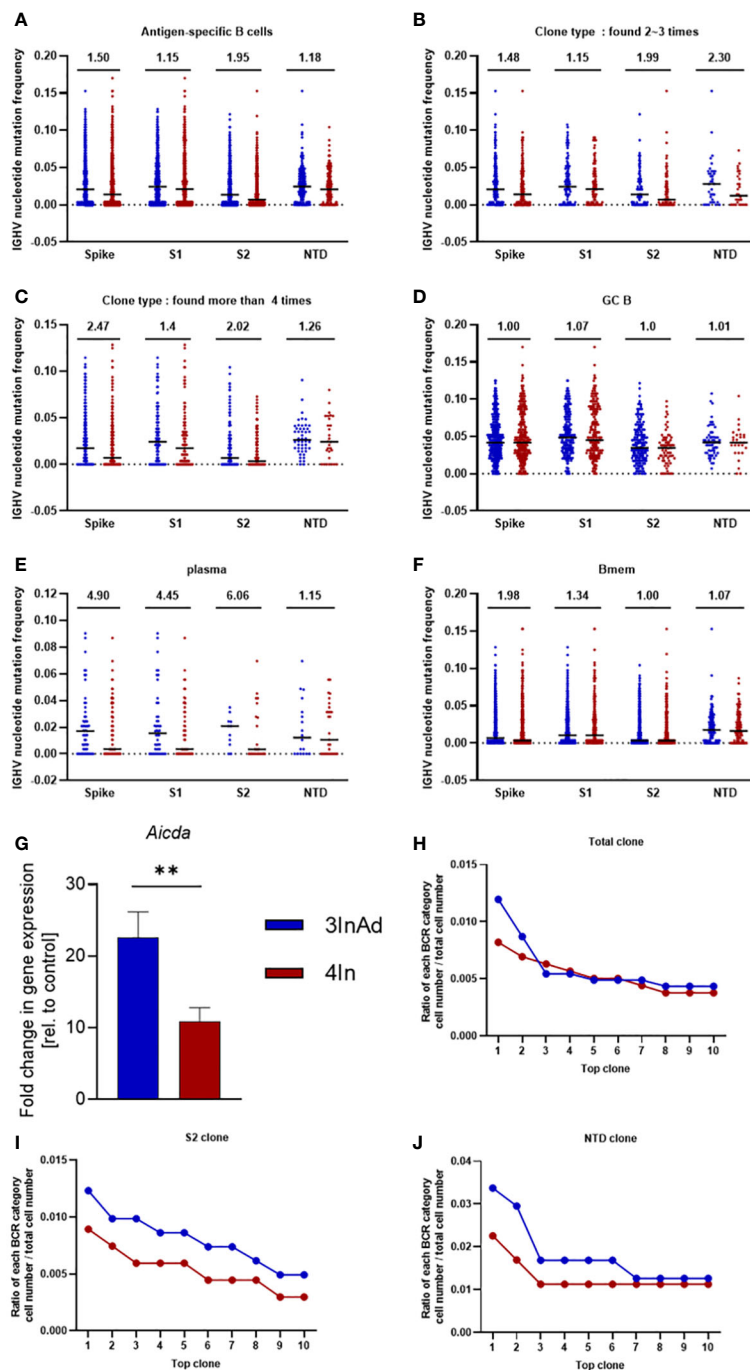 A
Antigen-specific B cells
1.50 1.15 1.95 1.18
IGHV nucleotide mutation frequency
0.20
0.15
0.10
0.05
0.00
-0.05
Spike S1 S2 NTD
B
Clone type : found 2~3 times
1.48 1.15 1.99 2.30
IGHV nucleotide mutation frequency
0.20
0.15
0.10
0.05
0.00
-0.05
Spike S1 S2 NTD
C
Clone type : found more than 4 times
2.47 1.4 2.02 1.26
IGHV nucleotide mutation frequency
0.15
0.10
0.05
0.00
-0.05
Spike S1 S2 NTD
D
GC B
1.00 1.07 1.0 1.01
IGHV nucleotide mutation frequency
0.20
0.15
0.10
0.05
0.00
-0.05
Spike S1 S2 NTD
E
plasma
4.90 4.45 6.06 1.15
IGHV nucleotide mutation frequency
0.12
0.10
0.08
0.06
0.04
0.02
0.00
-0.02
Spike S1 S2 NTD
F
Bmem
1.98 1.34 1.00 1.07
IGHV nucleotide mutation frequency
0.20
0.15
0.10
0.05
0.00
-0.05
Spike S1 S2 NTD
G
Aicda
**
Fold change in gene expression
[rel. to control]
30
20
10
0
3InAd
4In
H
Total clone
Ratio of each BCR category
cell number / total cell number
0.015
0.010
0.005
0.000
1 2 3 4 5 6 7 8 9 10
Top clone
I
S2 clone
Ratio of each BCR category
cell number / total cell number
0.015
0.010
0.005
0.00
1 2 3 4 5 6 7 8 9 10
Top clone
J
NTD clone
Ratio of each BCR category
cell number / total cell number
0.04
0.03
0.02
0.01
0.00
1 2 3 4 5 6 7 8 9 10
Top clone